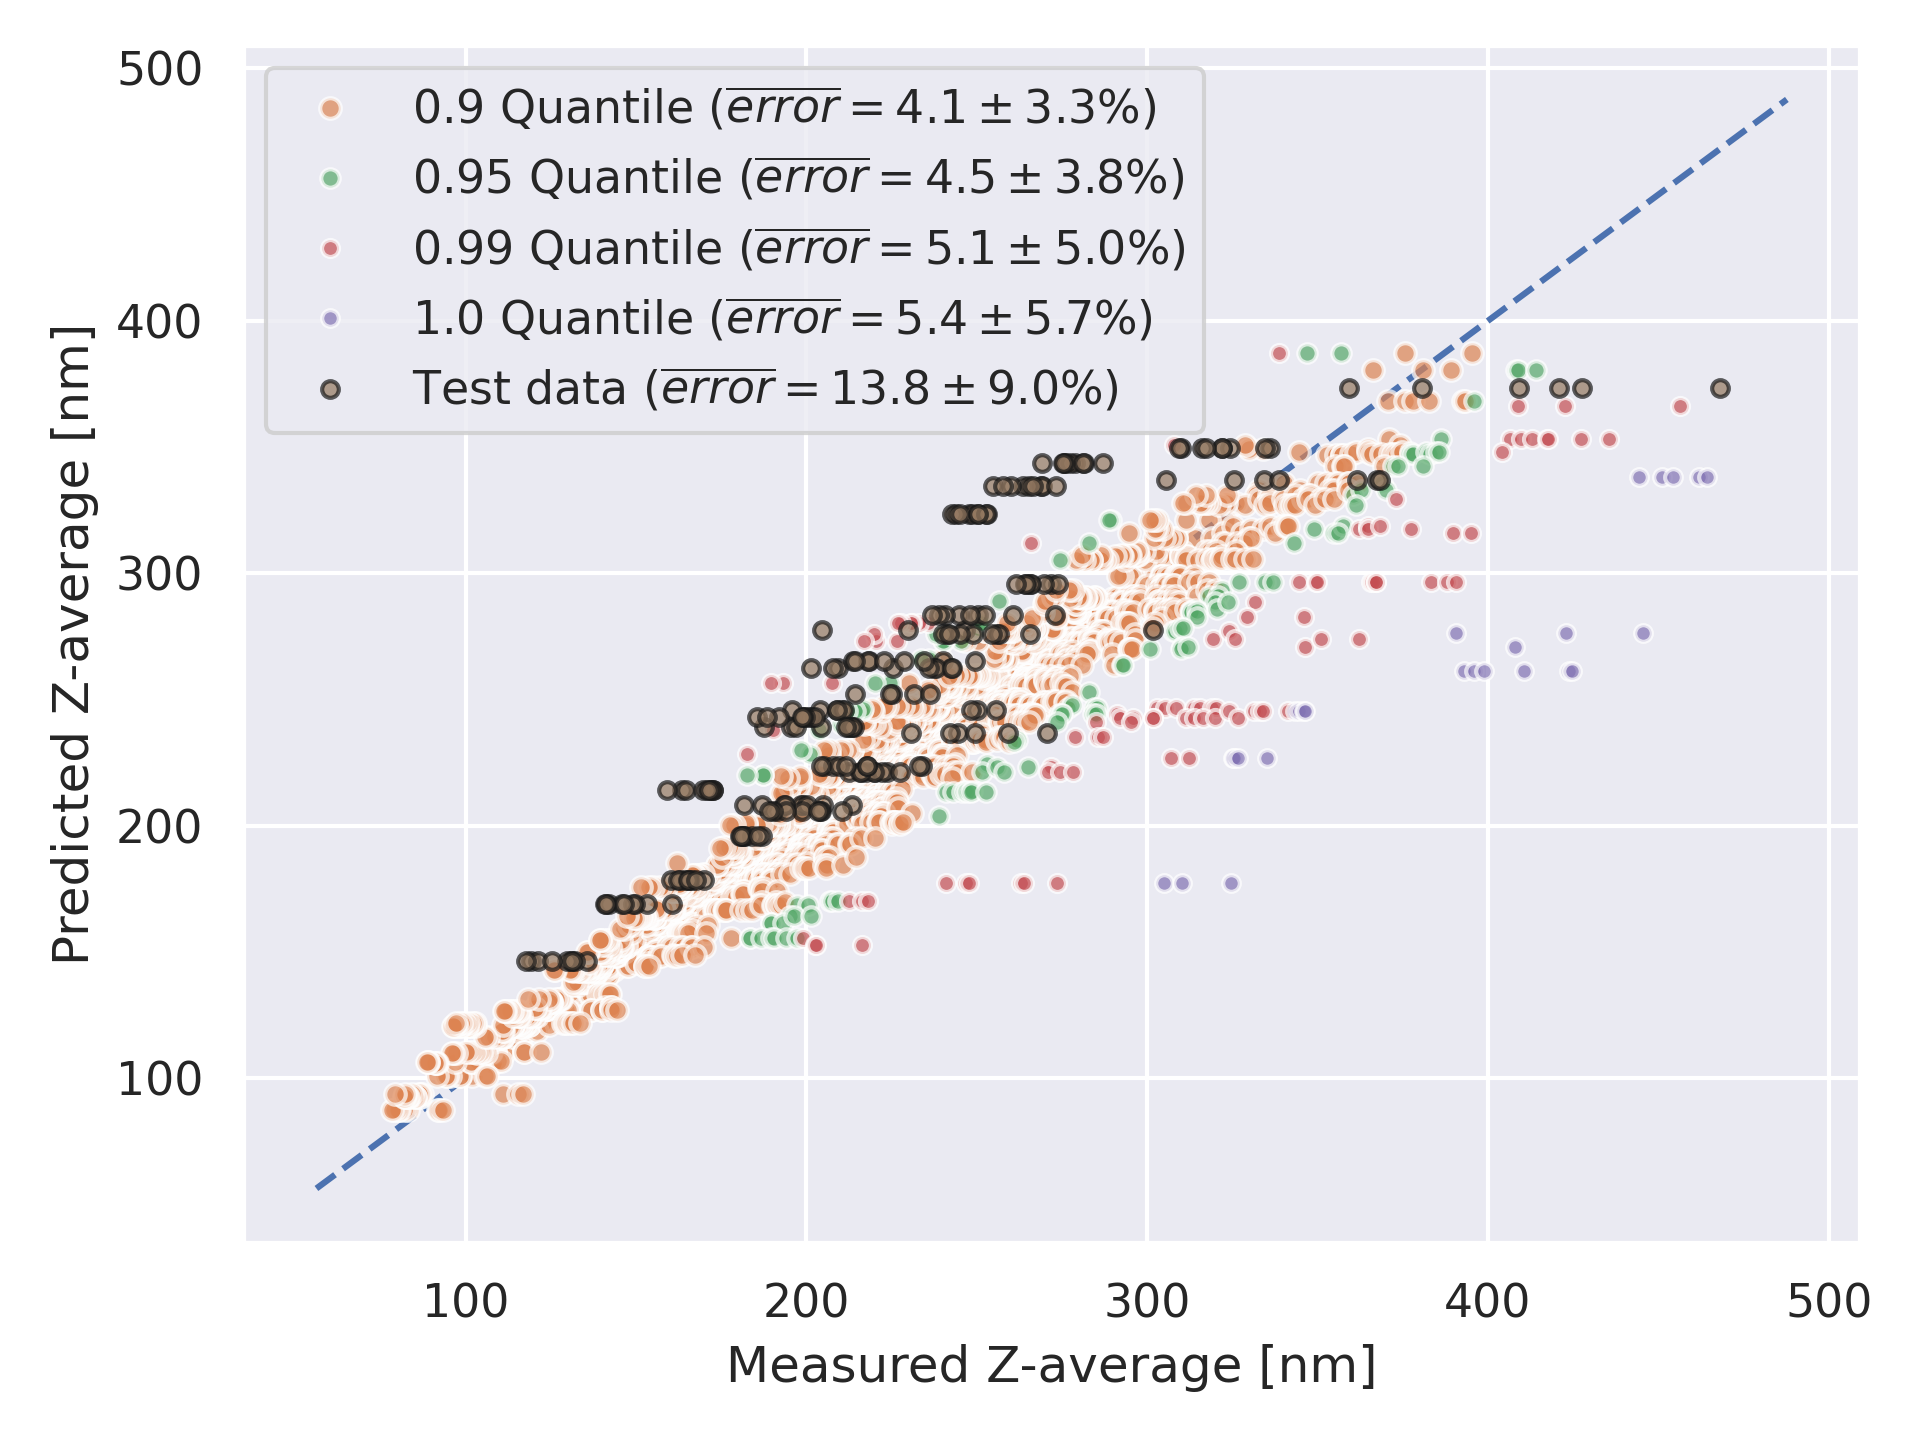 0.9 Quantile (error = 4.1 ± 3.3%)
0.95 Quantile (error = 4.5 ± 3.8%)
0.99 Quantile (error = 5.1 ± 5.0%)
1.0 Quantile (error = 5.4 ± 5.7%)
Test data (error = 13.8 ± 9.0%)
Predicted Z-average [nm]
500
400
300
200
100
100 200 300 400 500
Measured Z-average [nm]